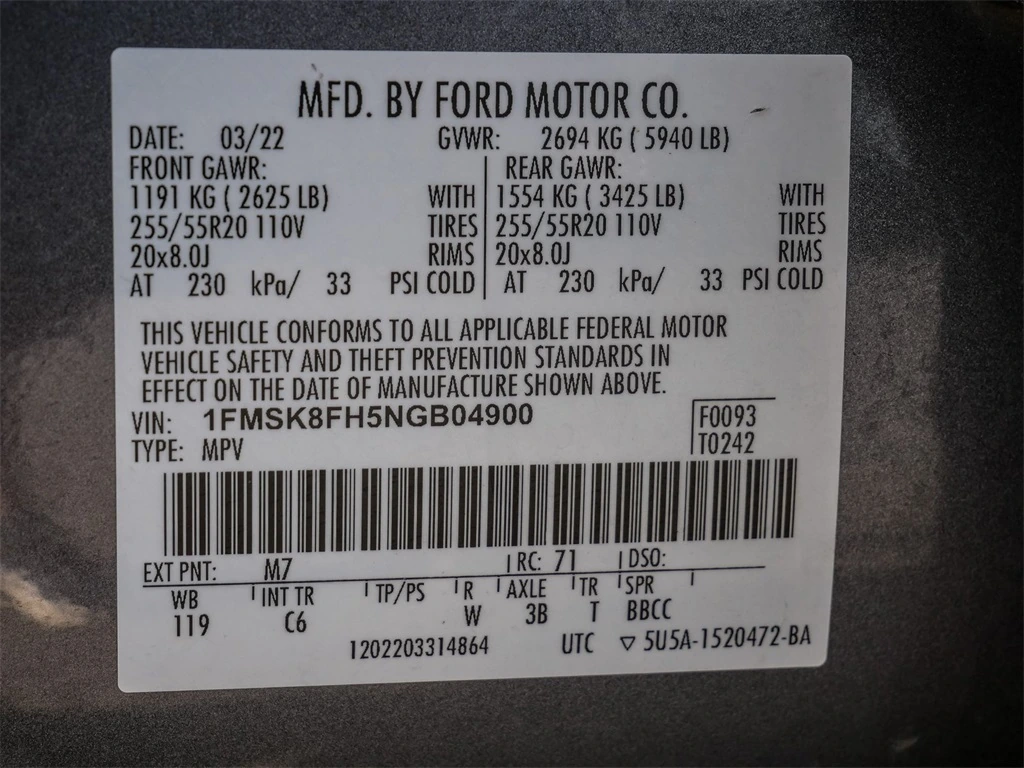 MFD. BY FORD MOTOR CO.
DATE: 03/22 GVWR: 2694 KG ( 5940 LB)
FRONT GAWR: REAR GAWR:
1191 KG ( 2625 LB) WITH 1554 KG ( 3425 LB) WITH
255/55R20 110V TIRES 255/55R20 110V TIRES
20x8.0J RIMS 20x8.0J RIMS
AT 230 kPa/ 33 PSI COLD AT 230 kPa/ 33 PSI COLD
THIS VEHICLE CONFORMS TO ALL APPLICABLE FEDERAL MOTOR
VEHICLE SAFETY AND THEFT PREVENTION STANDARDS IN
EFFECT ON THE DATE OF MANUFACTURE SHOWN ABOVE.
VIN: 1FMSK8FH5NGB04900 F0093
TYPE: MPV T0242
EXT PNT: M7 RC: 71 DSO:
WB INT TR TP/PS R AXLE TR SPR
119 C6 W 3B T BBCC
1202203314864 UTC ▽ 5U5A-1520472-BA